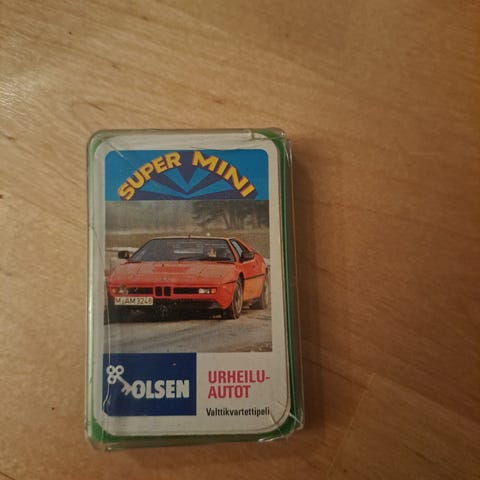 SUPER MINI
M AM 3248
OLSEN
URHEILU-
AUTOT
Valttikvartettipeli